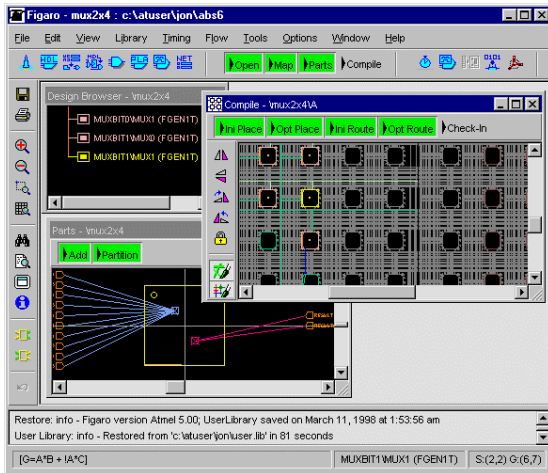 Figaro - mux2x4 : c:\atuser\jon\abs6
File Edit View Library Timing Flow Tools Options Window Help
HDL HDL PLA NET Open Map Parts Compile
Design Browser - \mux2x4
MUXBIT0\MUX1 (FGEN1T)
MUXBIT1\MUX0 (FGEN1T)
MUXBIT1\MUX1 (FGEN1T)
Compile - \mux2x4\A
Ini Place Opt Place Ini Route Opt Route Check-In
Parts - \mux2x4
Add Partition
Restore: info - Figaro version Atmel 5.00; UserLibrary saved on March 11, 1998 at 1:53:56 am
User Library: info - Restored from 'c:\atuser\jon\user.lib' in 81 seconds
[G=A*B + !A*C] MUXBIT1\MUX1 (FGEN1T) S:(2,2) G:(6,7)